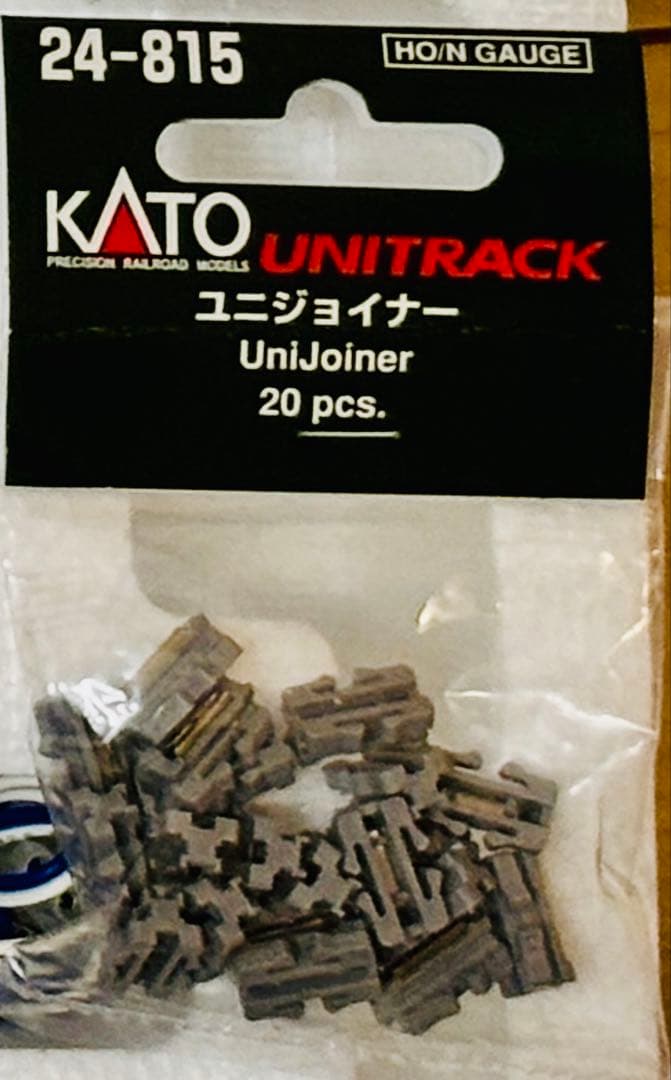 24-815
HO/N GAUGE
KATO
PRECISION RAILROAD MODELS
UNITRACK
ユニジョイナー
UniJoiner
20 pcs.